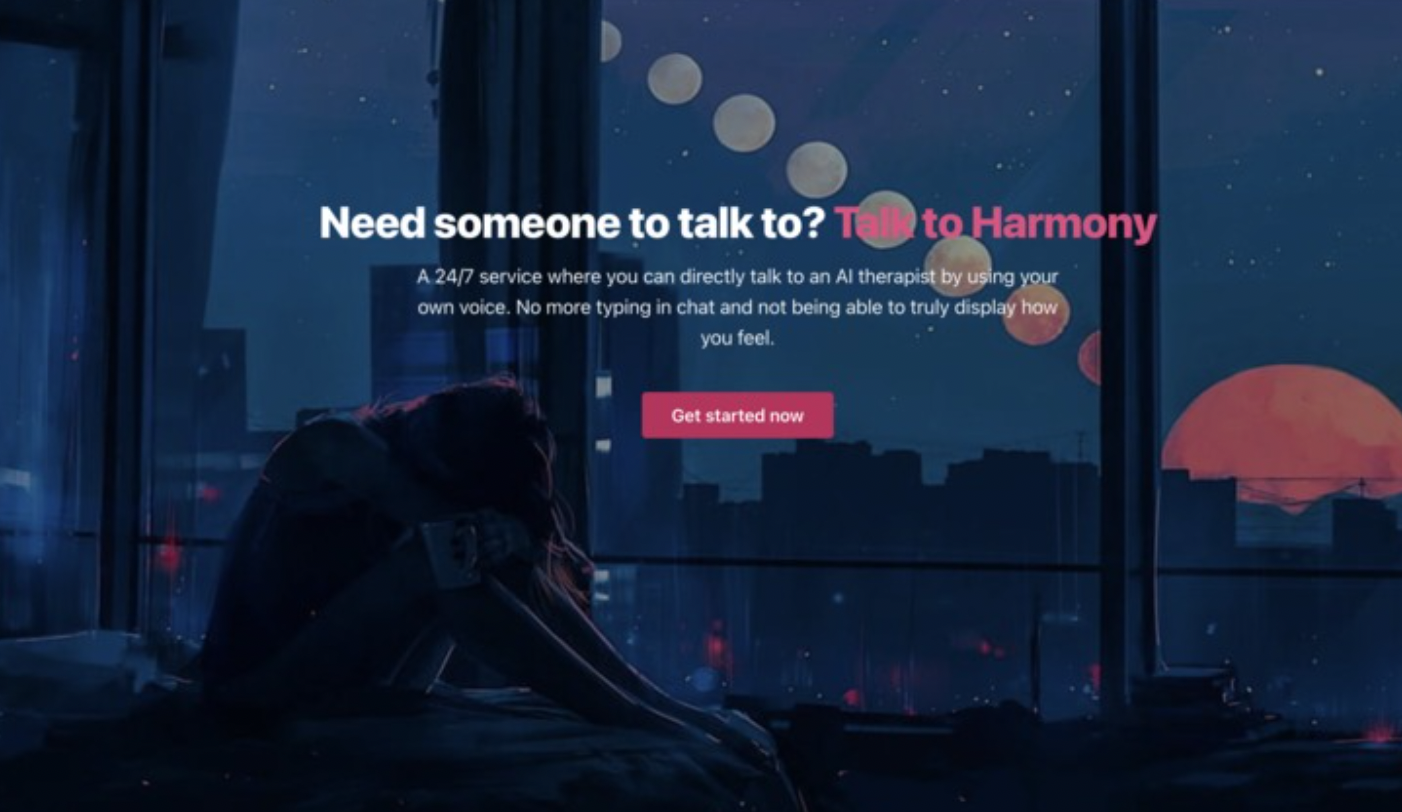 Need someone to talk to? Talk to Harmony
A 24/7 service where you can directly talk to an AI therapist by using your
own voice. No more typing in chat and not being able to truly display how
you feel.
Get started now